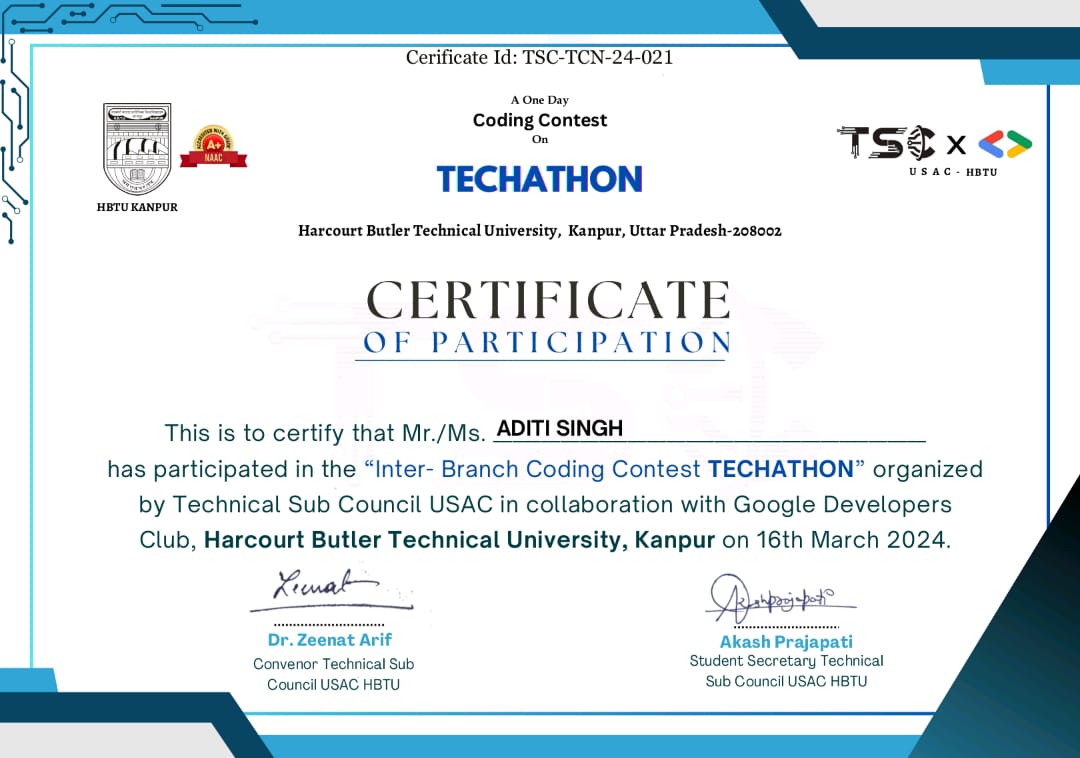 Cerificate Id: TSC-TCN-24-021
A One Day
Coding Contest
On
TECHATHON
ACCREDITED WITH GRADE
A+
NAAC
HBTU KANPUR
TSC x
USAC - HBTU
Harcourt Butler Technical University, Kanpur, Uttar Pradesh-208002
CERTIFICATE
OF PARTICIPATION
This is to certify that Mr./Ms. ADITI SINGH
has participated in the “Inter- Branch Coding Contest TECHATHON” organized
by Technical Sub Council USAC in collaboration with Google Developers
Club, Harcourt Butler Technical University, Kanpur on 16th March 2024.
Zeenat
Akashprajapati
Dr. Zeenat Arif
Convenor Technical Sub
Council USAC HBTU
Akash Prajapati
Student Secretary Technical
Sub Council USAC HBTU